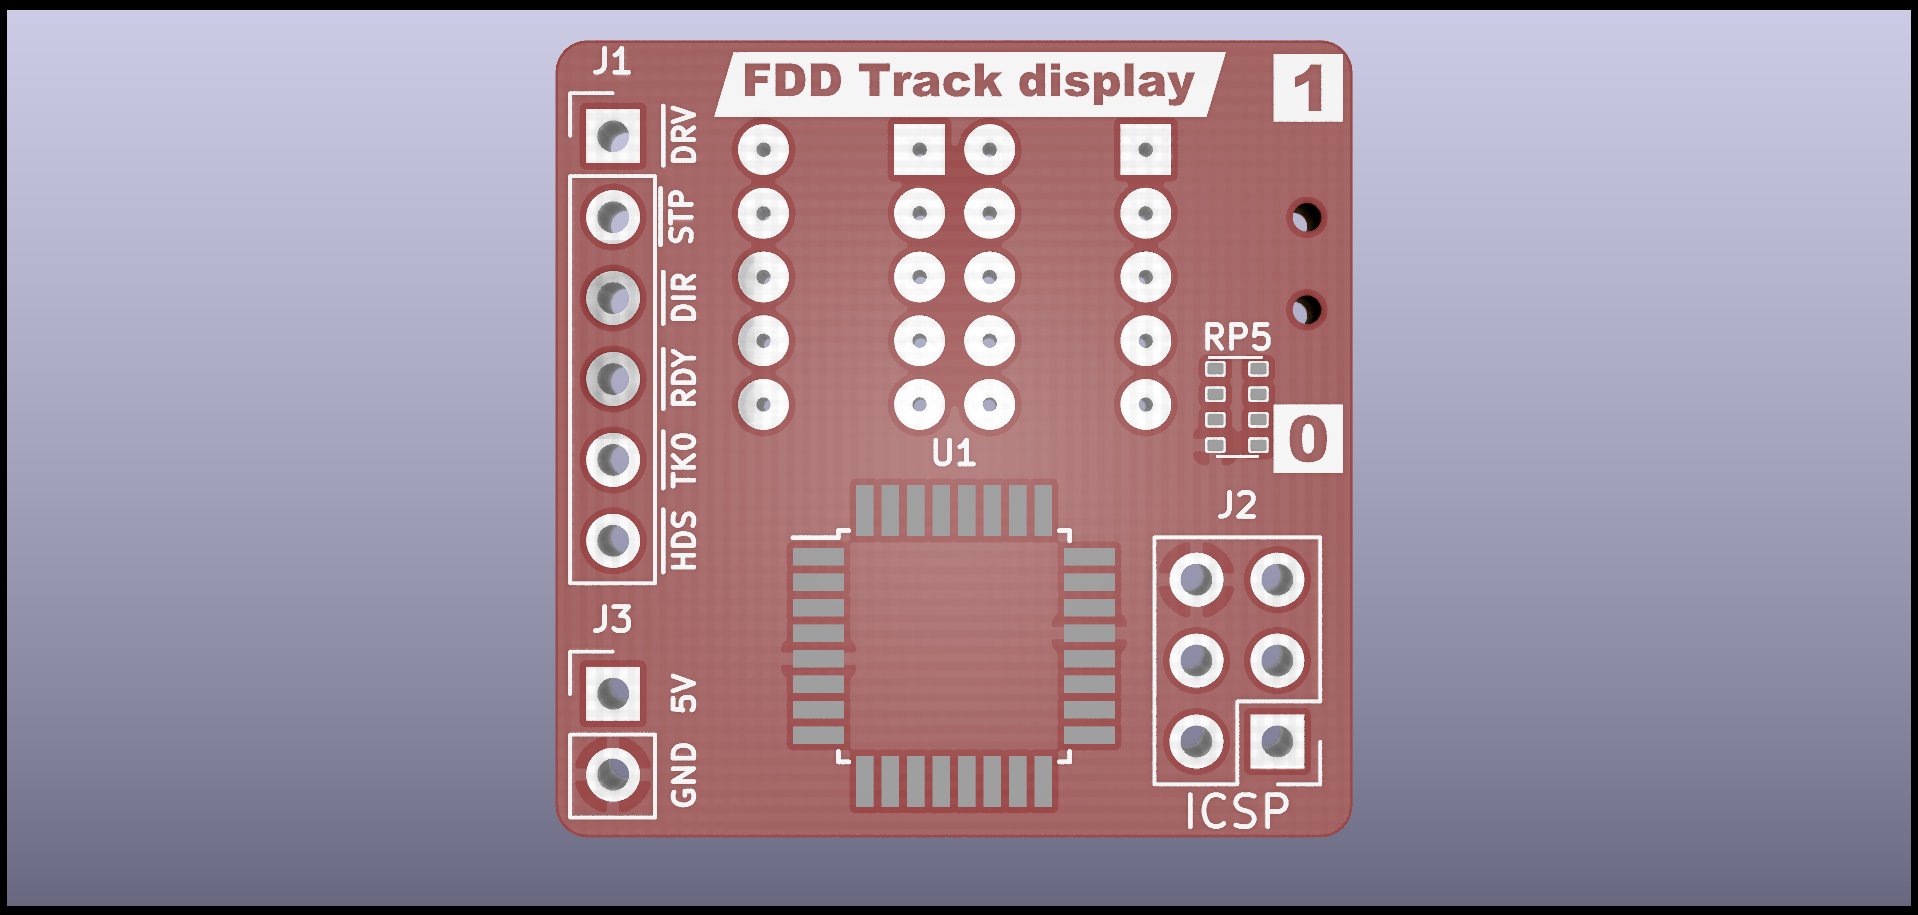 J1
FDD Track display
1
DRV
STP
DIR
RDY
TK0
HDS
RP5
0
U1
J2
J3
5V
GND
ICSP